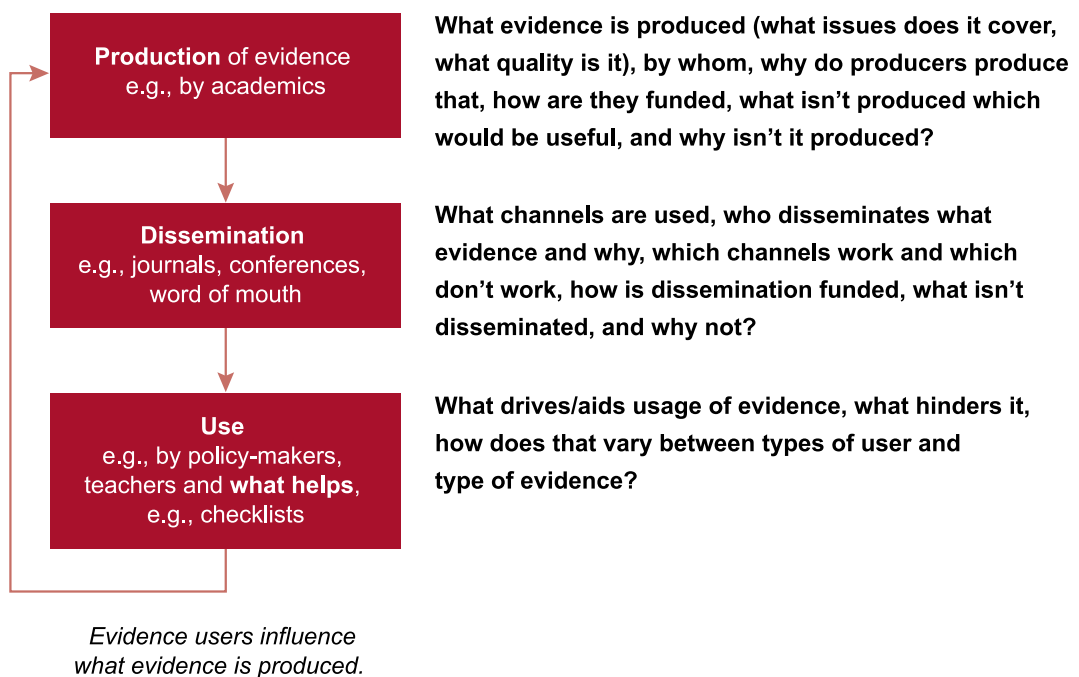 Production of evidence
e.g., by academics
What evidence is produced (what issues does it cover,
what quality is it), by whom, why do producers produce
that, how are they funded, what isn’t produced which
would be useful, and why isn’t it produced?
Dissemination
e.g., journals, conferences,
word of mouth
What channels are used, who disseminates what
evidence and why, which channels work and which
don’t work, how is dissemination funded, what isn’t
disseminated, and why not?
Use
e.g., by policy-makers,
teachers and what helps,
e.g., checklists
What drives/aids usage of evidence, what hinders it,
how does that vary between types of user and
type of evidence?
Evidence users influence
what evidence is produced.